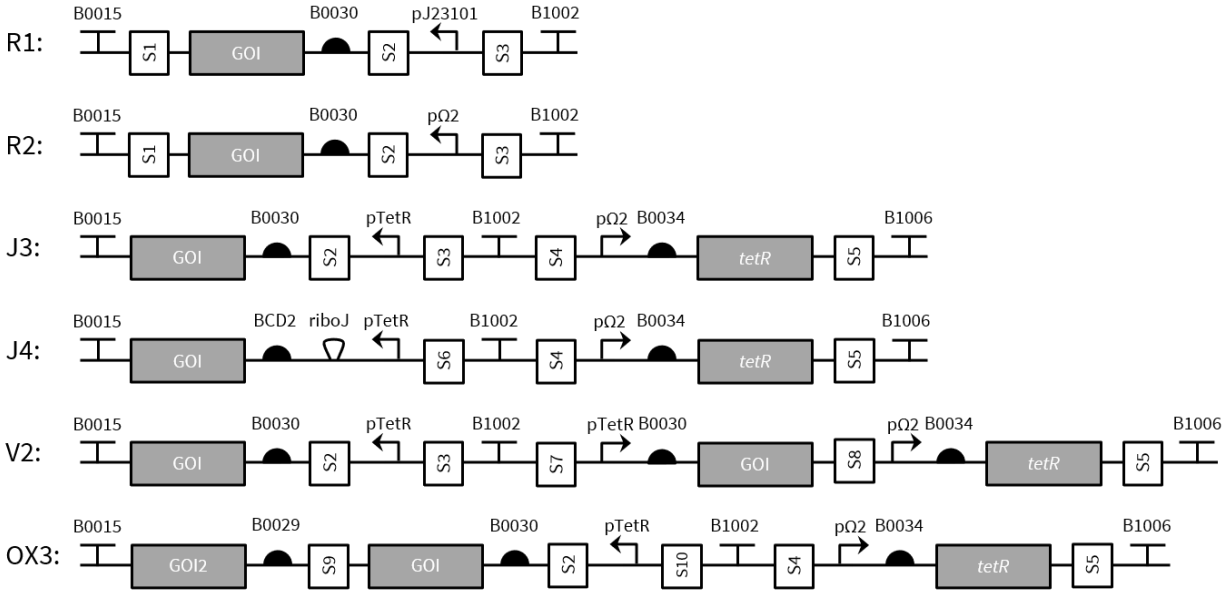 B0015 B0030 pJ23101 B1002
R1: S1 GOI S2 S3
B0015 B0030 pΩ2 B1002
R2: S1 GOI S2 S3
B0015 B0030 pTetR B1002 pΩ2 B0034 B1006
J3: GOI S2 S3 S4 tetR S5
B0015 BCD2 riboJ pTetR B1002 pΩ2 B0034 B1006
J4: GOI S6 S4 tetR S5
B0015 B0030 pTetR B1002 pTetR B0030 pΩ2 B0034 B1006
V2: GOI S2 S3 S7 GOI S8 tetR S5
B0015 B0029 B0030 pTetR B1002 pΩ2 B0034 B1006
OX3: GOI2 S9 GOI S2 S10 S4 tetR S5